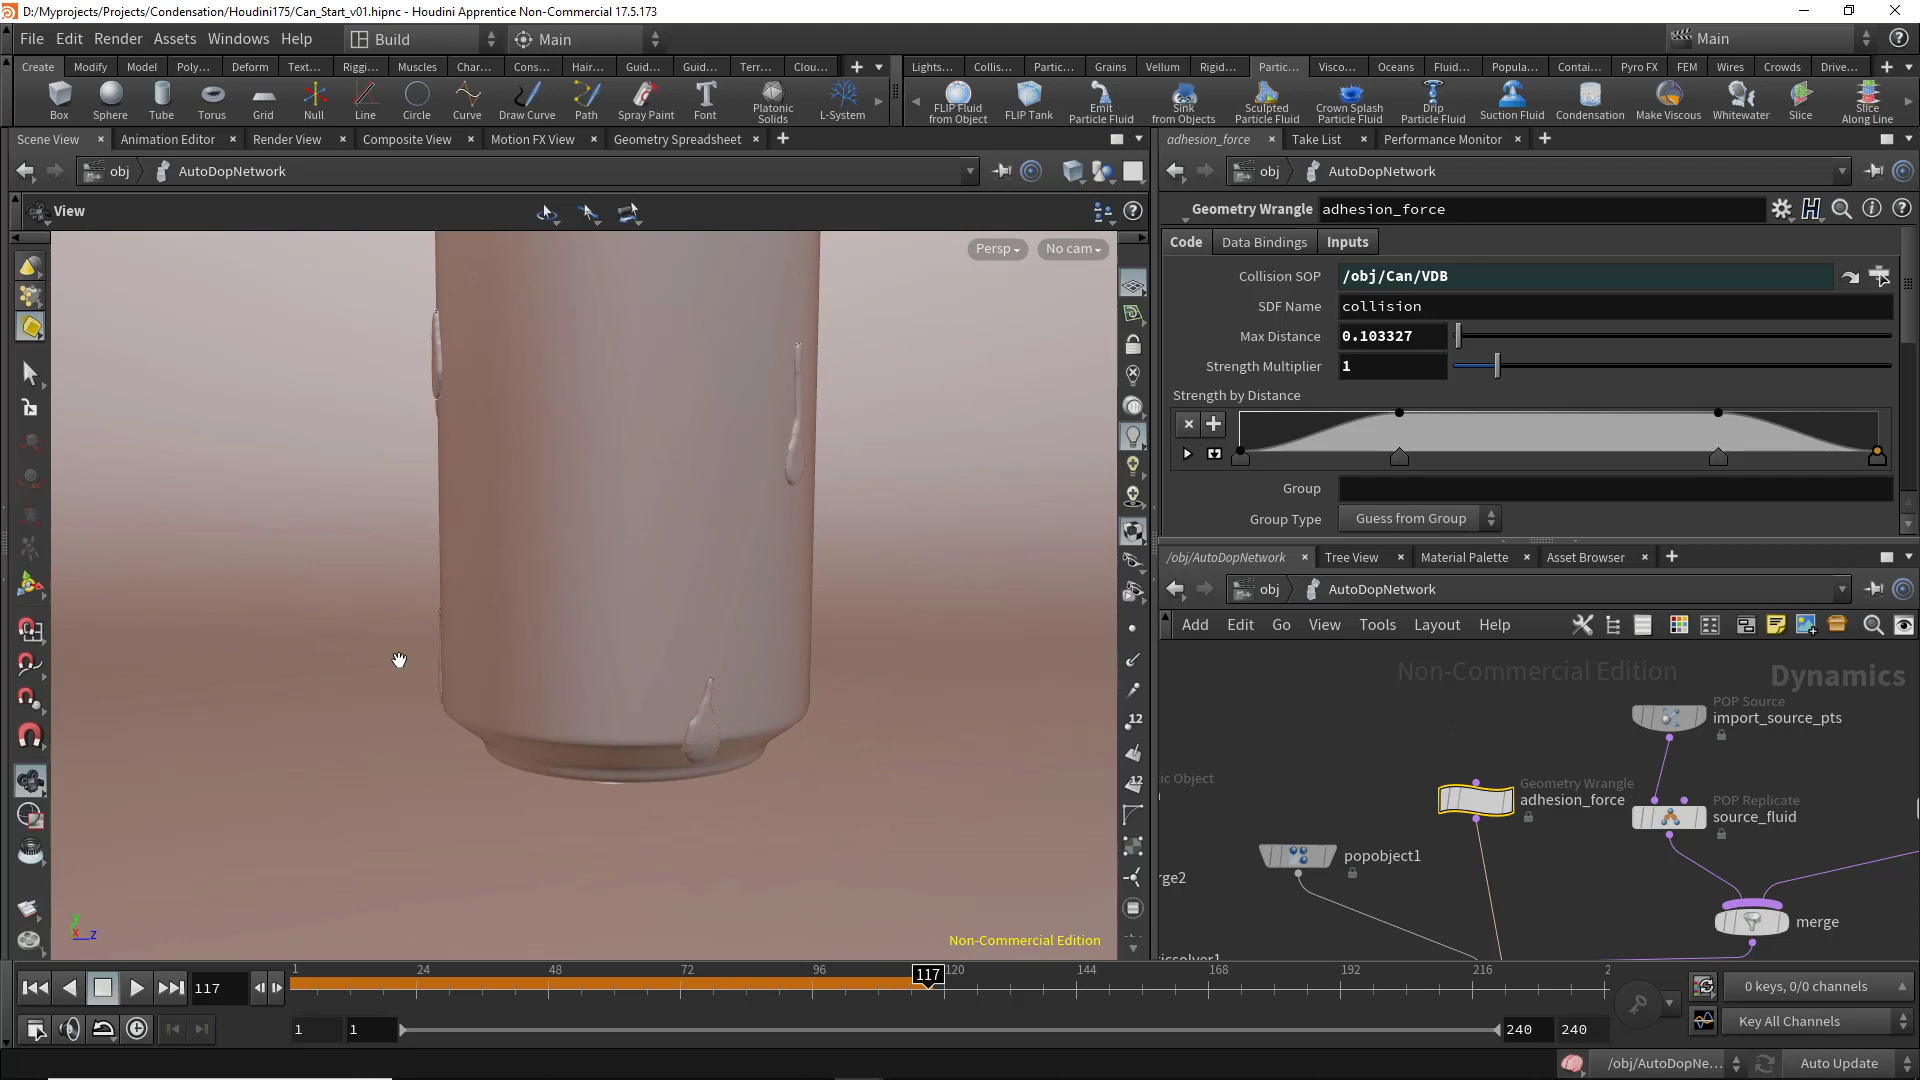 D:/Myprojects/Projects/Condensation/Houdini175/Can_Start_v01.hipnc - Houdini Apprentice Non-Commercial 17.5.173
File Edit Render Assets Windows Help Build Main Main
Create Modify Model Poly... Deform Text... Riggi... Muscles Char... Cons... Hair... Guid... Guid... Terr... Clou...
Box Sphere Tube Torus Grid Null Line Circle Curve Draw Curve Path Spray Paint Font Platonic Solids L-System
Lights... Collis... Partic... Grains Vellum Rigid... Partic... Visco... Oceans Fluid... Popula... Contai... Pyro FX FEM Wires Crowds Drive...
FLIP Fluid from Object FLIP Tank Emit Particle Fluid Sink from Objects Sculpted Particle Fluid Crown Splash Particle Fluid Drip Particle Fluid Suction Fluid Condensation Make Viscous Whitewater Slice Slice Along Line
Scene View Animation Editor Render View Composite View Motion FX View Geometry Spreadsheet
obj AutoDopNetwork
View
Persp No cam
12
12
y
x z
Non-Commercial Edition
adhesion_force Take List Performance Monitor
obj AutoDopNetwork
Geometry Wrangle adhesion_force
Code Data Bindings Inputs
Collision SOP /obj/Can/VDB
SDF Name collision
Max Distance 0.103327
Strength Multiplier 1
Strength by Distance
Group
Group Type Guess from Group
/obj/AutoDopNetwork Tree View Material Palette Asset Browser
obj AutoDopNetwork
Add Edit Go View Tools Layout Help
Non-Commercial Edition Dynamics
POP Source
import_source_pts
tic Object
Geometry Wrangle
adhesion_force
POP Replicate
source_fluid
popobject1
rge2
merge
1 24 48 72 96 117 120 144 168 192 216 2
117
1 1 240 240
0 keys, 0/0 channels
Key All Channels
/obj/AutoDopNe... Auto Update